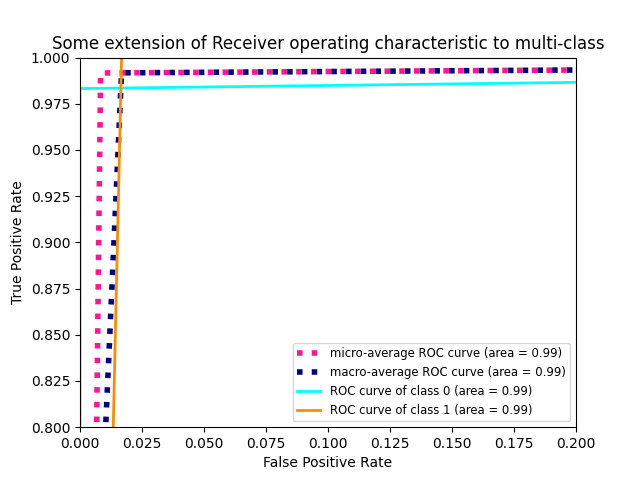 Some extension of Receiver operating characteristic to multi-class
1.000
0.975
0.950
0.925
0.900
0.875
0.850
0.825
0.800
True Positive Rate
micro-average ROC curve (area = 0.99)
macro-average ROC curve (area = 0.99)
ROC curve of class 0 (area = 0.99)
ROC curve of class 1 (area = 0.99)
0.000 0.025 0.050 0.075 0.100 0.125 0.150 0.175 0.200
False Positive Rate